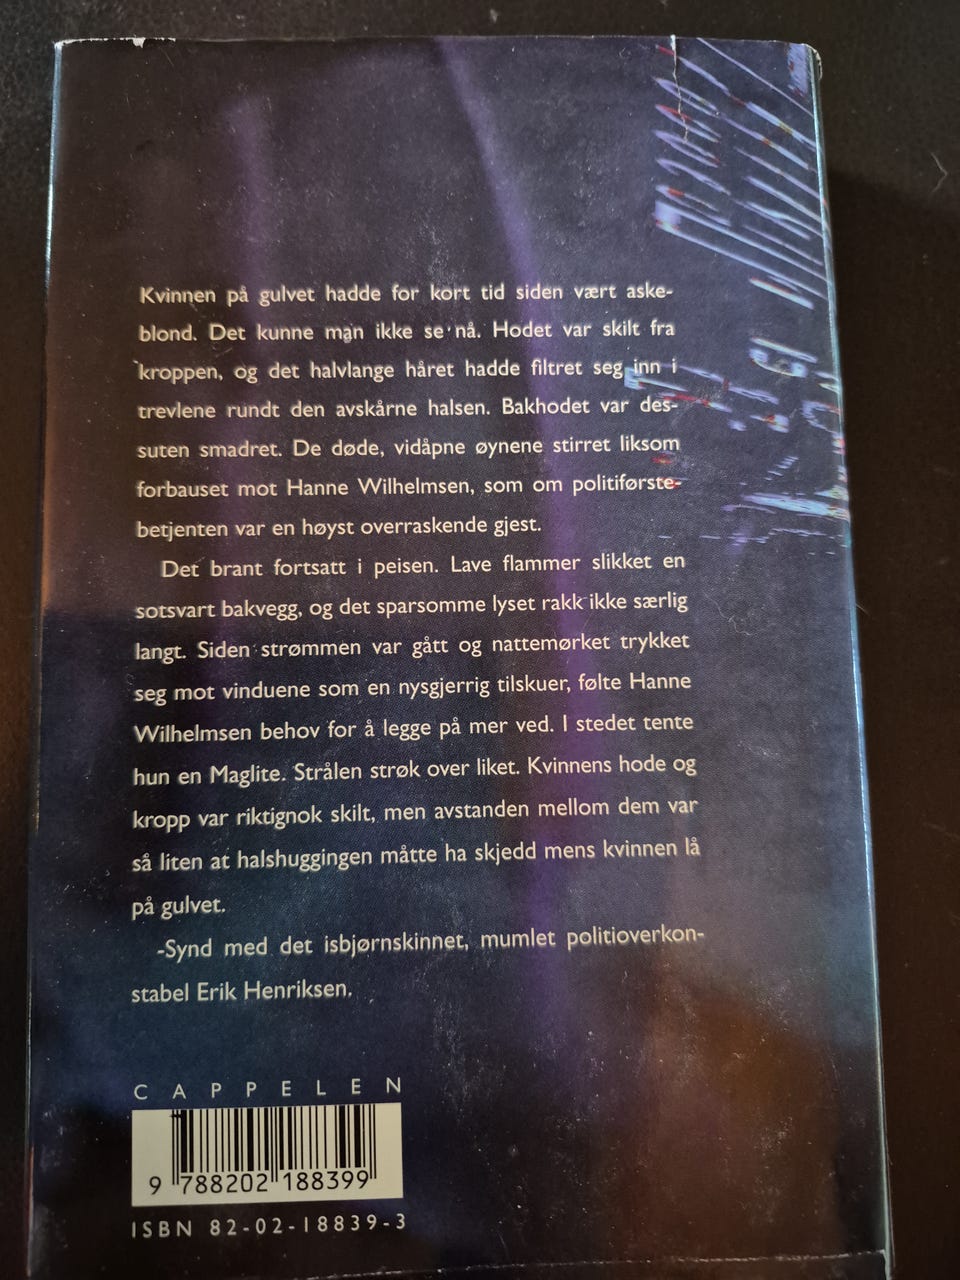 Kvinnen på gulvet hadde for kort tid siden vært aske-
blond. Det kunne man ikke se nå. Hodet var skilt fra
kroppen, og det halvlange håret hadde filtret seg inn i
trevlene rundt den avskårne halsen. Bakhodet var des-
suten smadret. De døde, vidåpne øynene stirret liksom
forbauset mot Hanne Wilhelmsen, som om politiførste-
betjenten var en høyst overraskende gjest.
Det brant fortsatt i peisen. Lave flammer slikket en
sotsvart bakvegg, og det sparsomme lyset rakk ikke særlig
langt. Siden strømmen var gått og nattemørket trykket
seg mot vinduene som en nysgjerrig tilskuer, følte Hanne
Wilhelmsen behov for å legge på mer ved. I stedet tente
hun en Maglite. Strålen strøk over liket. Kvinnens hode og
kropp var riktignok skilt, men avstanden mellom dem var
så liten at halshuggingen måtte ha skjedd mens kvinnen lå
på gulvet.
-Synd med det isbjørnskinnet, mumlet politioverkon-
stabel Erik Henriksen.
CAPPELEN
9 788202 188399
ISBN 82-02-18839-3